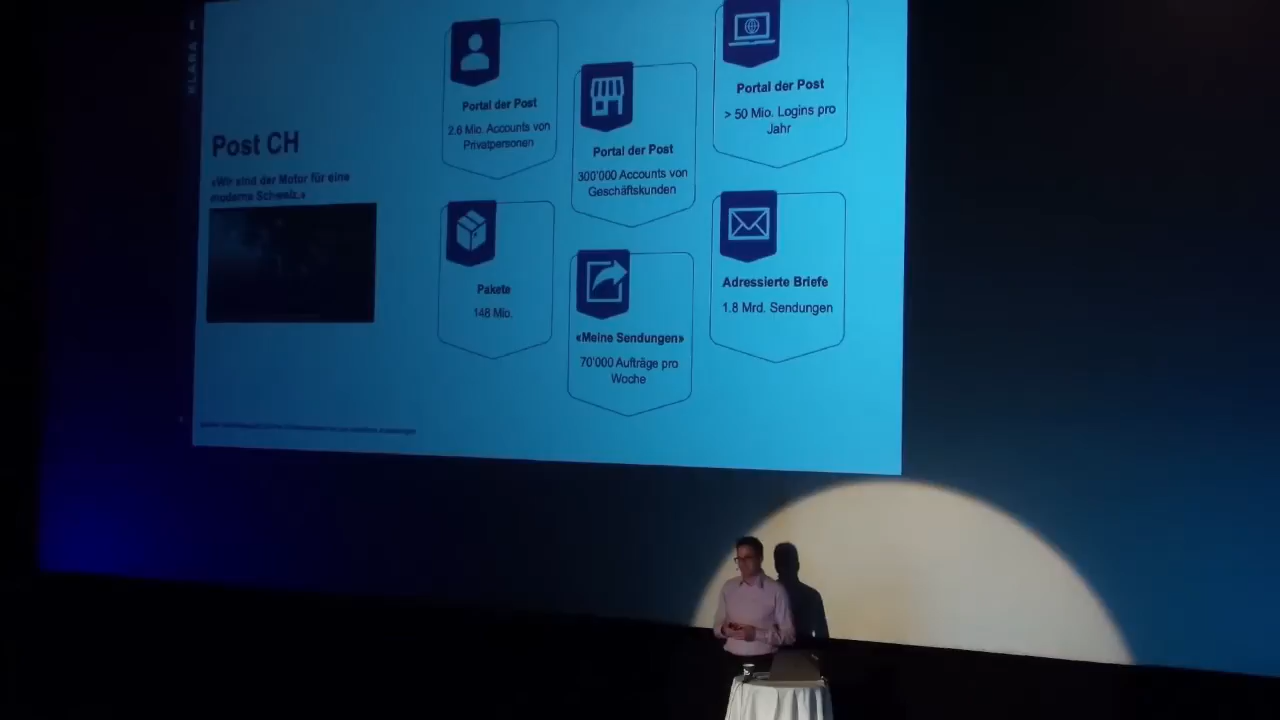 KLARA
Post CH
«Wir sind der Motor für eine
moderne Schweiz.»
Portal der Post
2.6 Mio. Accounts von
Privatpersonen
Portal der Post
300'000 Accounts von
Geschäftskunden
Portal der Post
> 50 Mio. Logins pro
Jahr
Pakete
148 Mio.
«Meine Sendungen»
70'000 Aufträge pro
Woche
Adressierte Briefe
1.8 Mrd. Sendungen